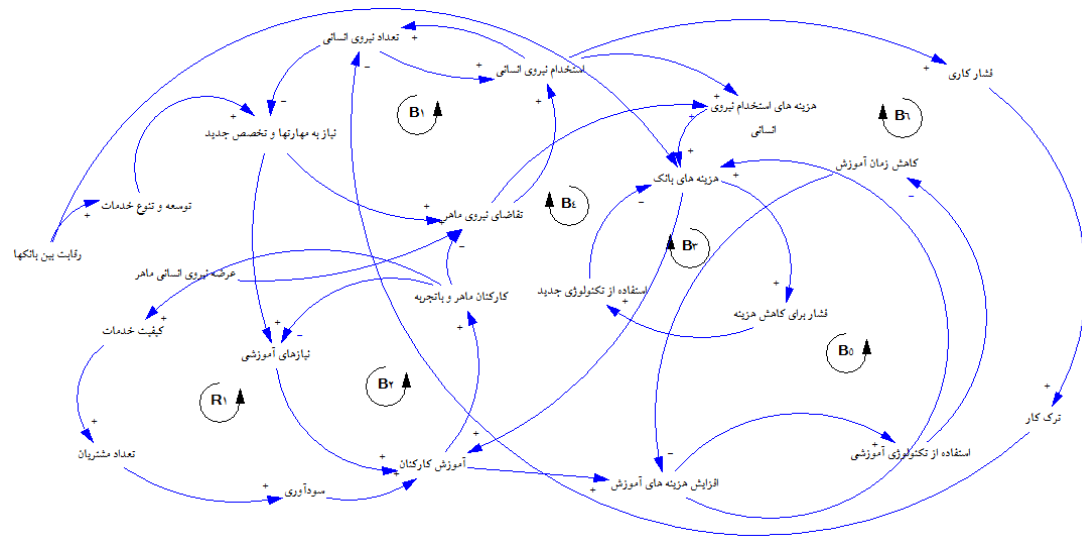 تعداد نیروی انسانی
استخدام نیروی انسانی
فشار کاری
هزینه های استخدام نیروی
انسانی
B۱
B٦
نیاز به مهارتها و تخصص جدید
کاهش زمان آموزش
هزینه های بانک
توسعه و تنوع خدمات
تقاضای نیروی ماهر
B٤
B۳
رقابت بین بانکها
عرضه نیروی انسانی ماهر
کارکنان ماهر و باتجربه
استفاده از تکنولوژی جدید
فشار برای کاهش هزینه
کیفیت خدمات
نیازهای آموزشی
B۵
R۱
B۲
ترک کار
تعداد مشتریان
آموزش کارکنان
استفاده از تکنولوژی آموزشی
افزایش هزینه های آموزش
سودآوری